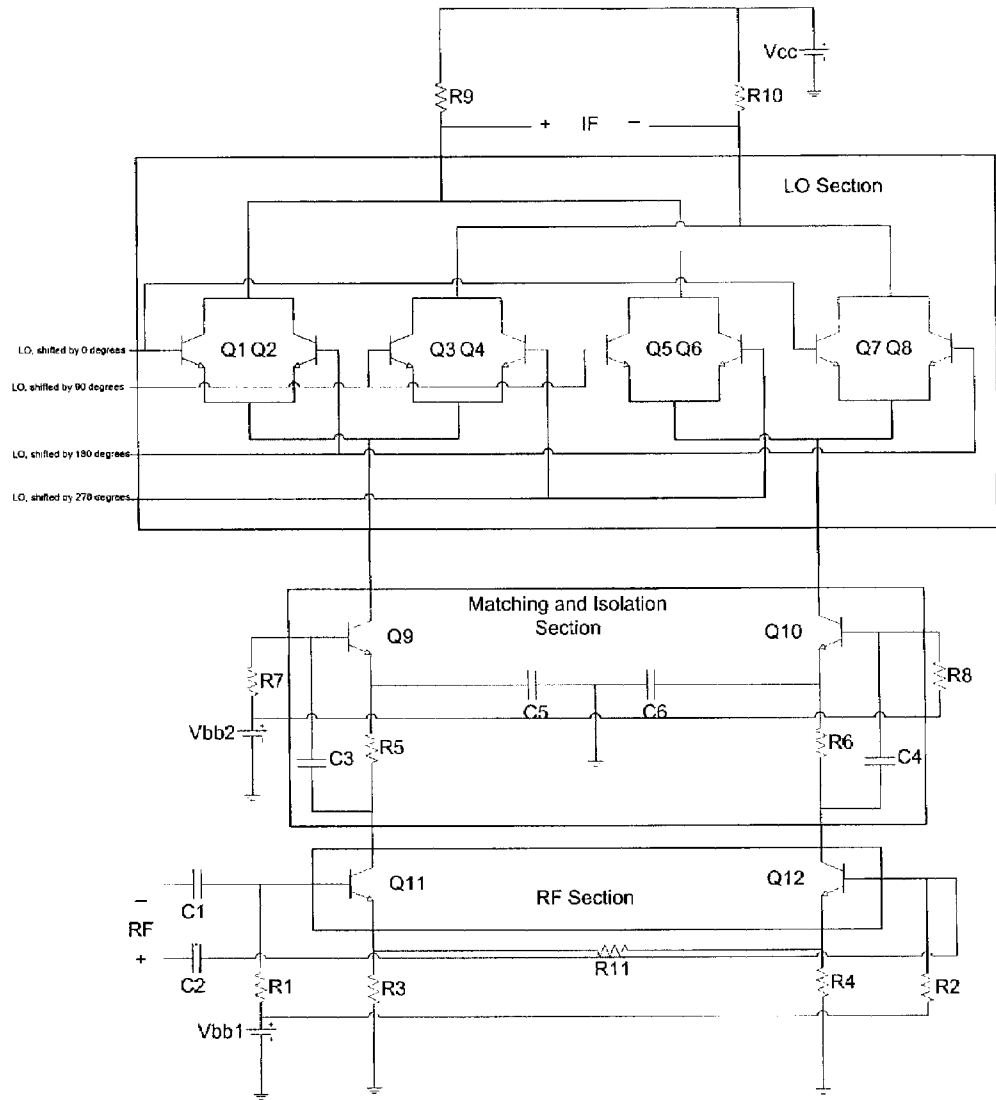 Vcc
R9
R10
+ IF −
LO Section
LO, shifted by 0 degrees
Q1 Q2
Q3 Q4
Q5 Q6
Q7 Q8
LO, shifted by 90 degrees
LO, shifted by 180 degrees
LO, shifted by 270 degrees
Matching and Isolation
Section
Q9
Q10
R7
R8
C5
C6
Vbb2
C3
R5
R6
C4
Q11
Q12
RF Section
C1
−
RF
+
C2
R11
R1
R3
R4
R2
Vbb1